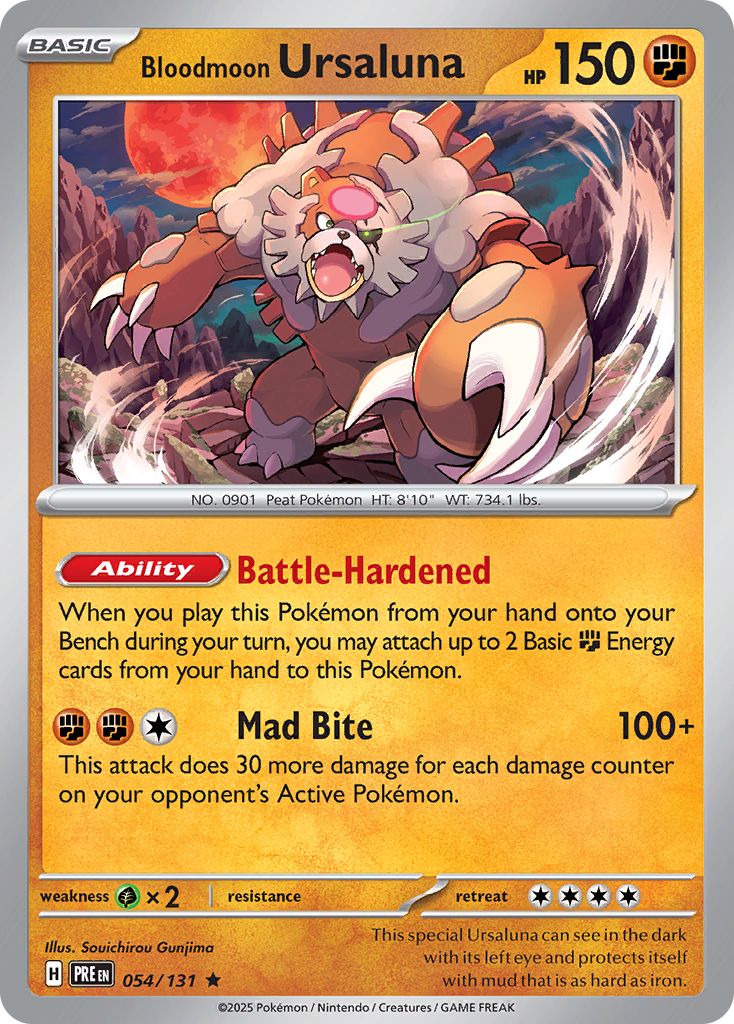 BASIC
Bloodmoon Ursaluna HP 150
NO. 0901 Peat Pokémon HT: 8'10" WT: 734.1 lbs.
Ability Battle-Hardened
When you play this Pokémon from your hand onto your
Bench during your turn, you may attach up to 2 Basic Energy
cards from your hand to this Pokémon.
Mad Bite 100+
This attack does 30 more damage for each damage counter
on your opponent's Active Pokémon.
weakness ×2 resistance retreat
Illus. Souichirou Gunjima
This special Ursaluna can see in the dark
with its left eye and protects itself
with mud that is as hard as iron.
H PRE EN 054/131 ★
©2025 Pokémon / Nintendo / Creatures / GAME FREAK